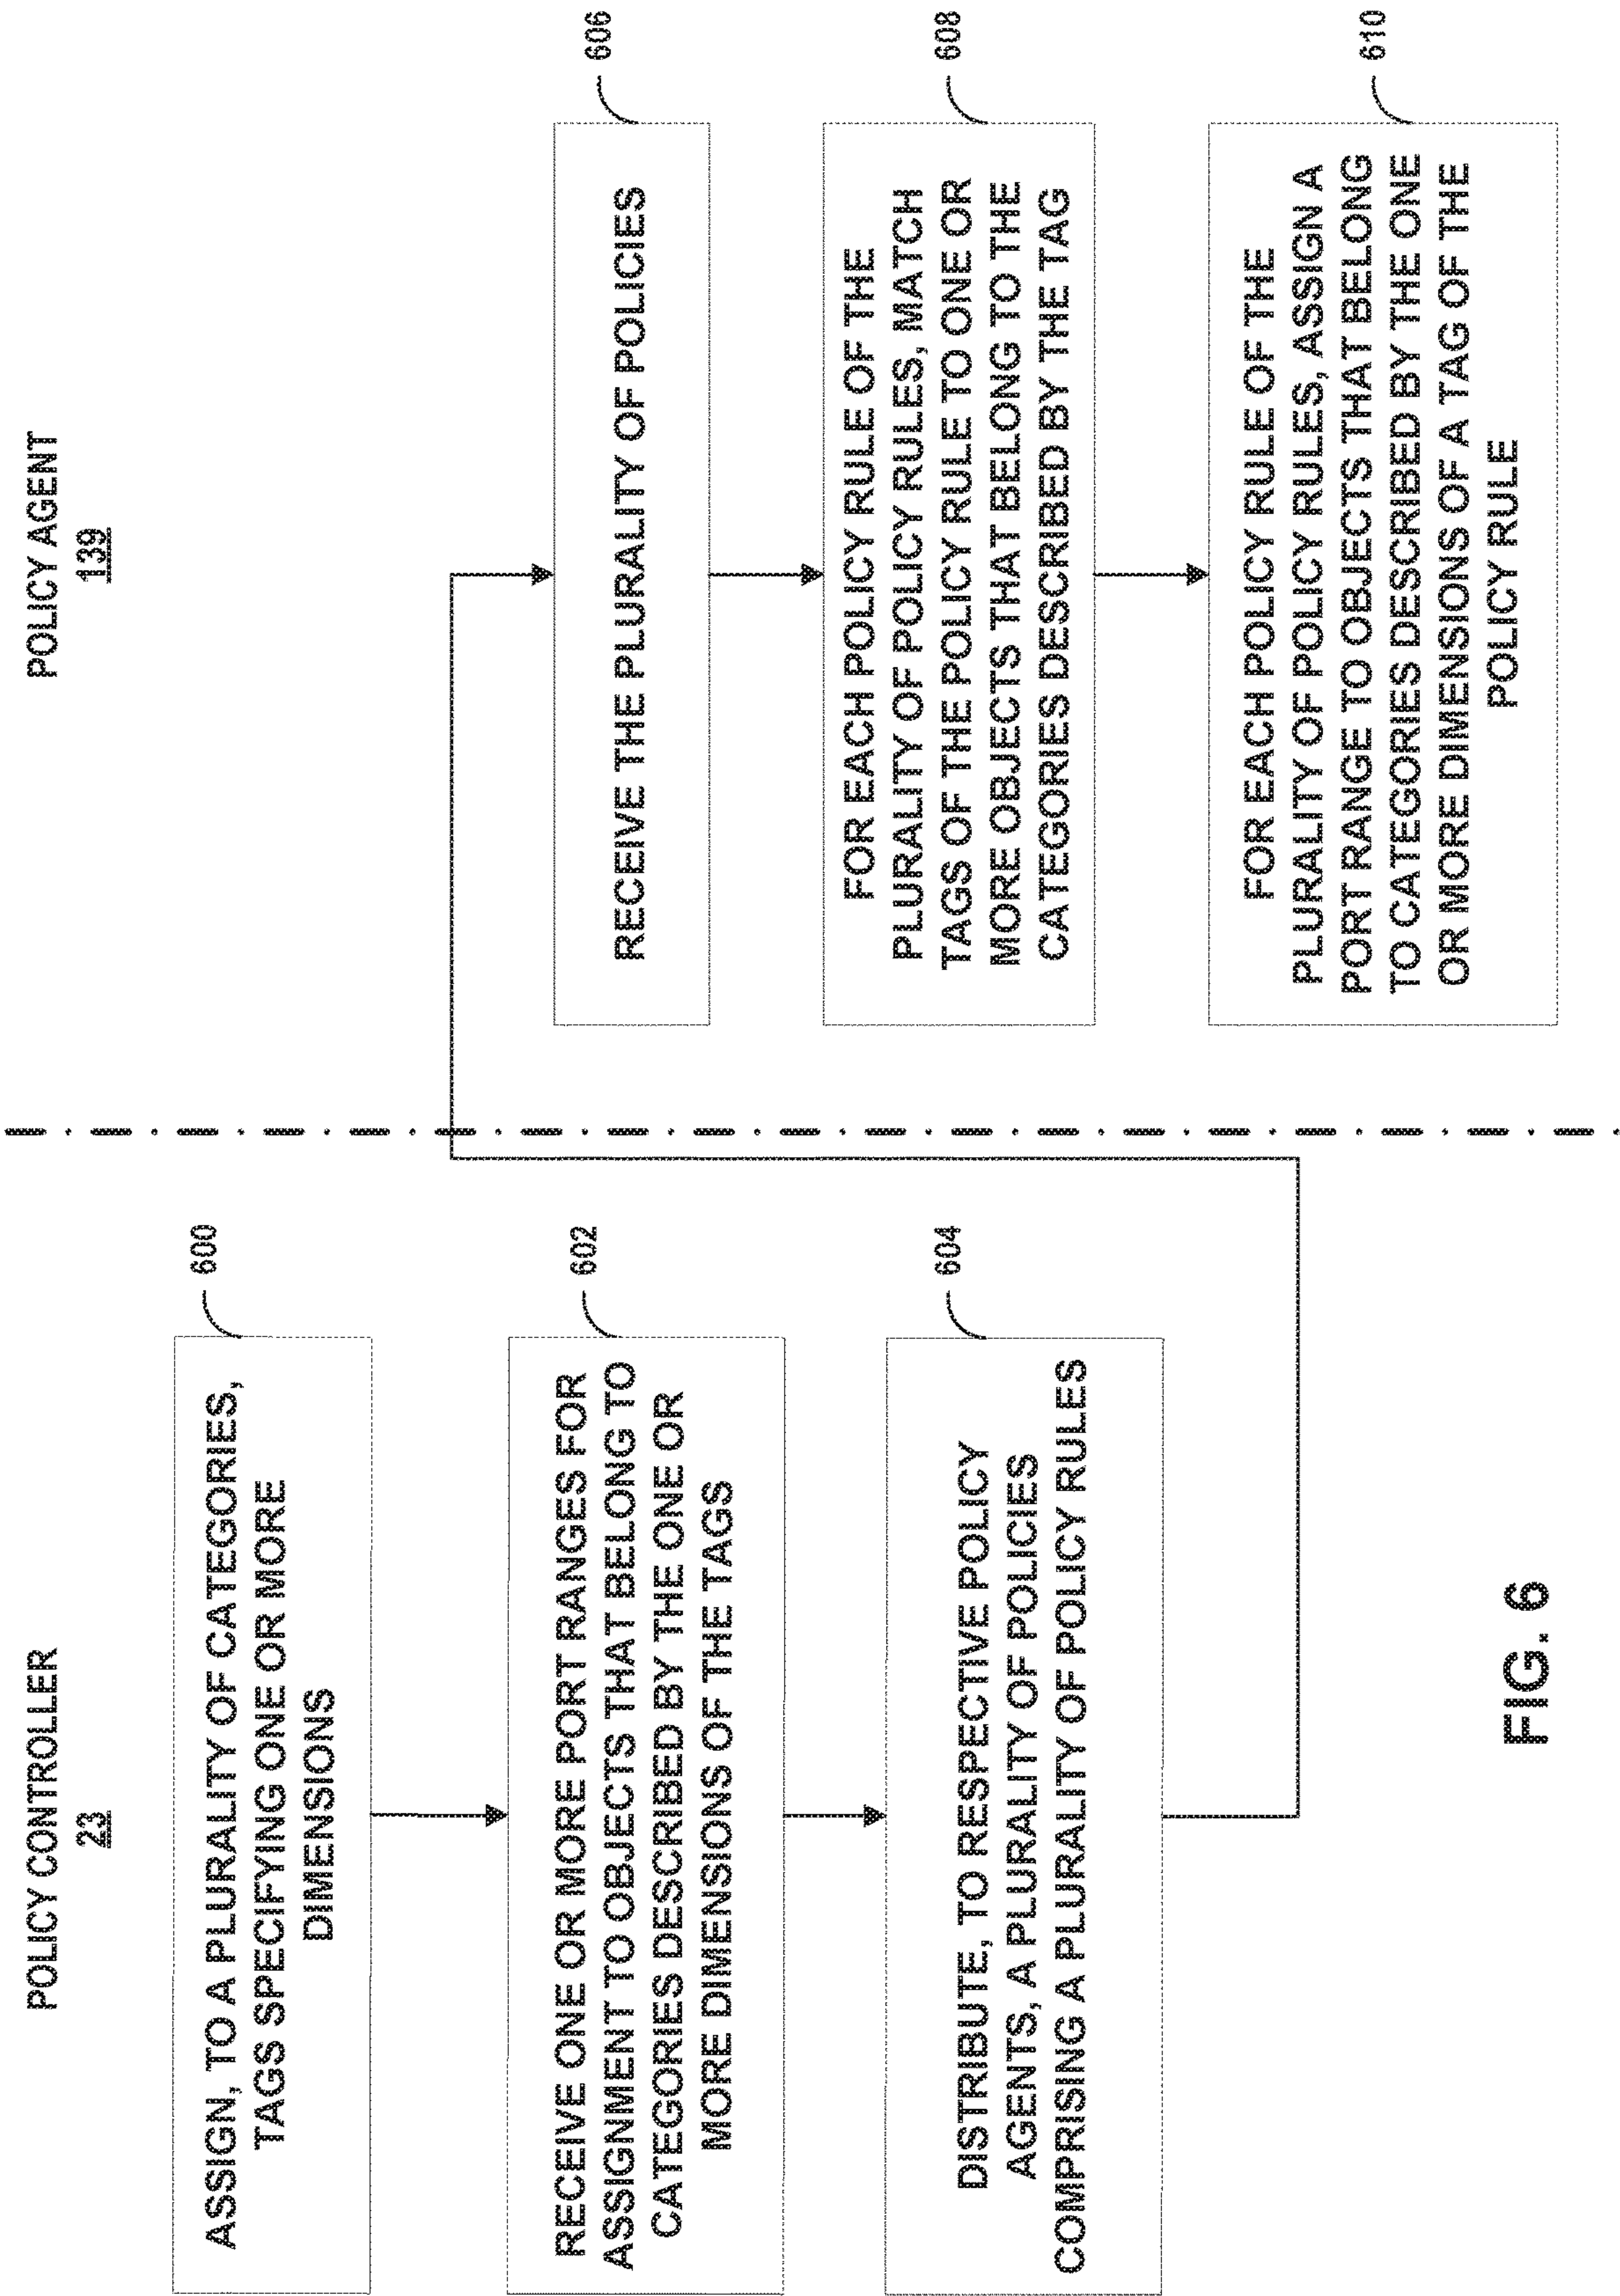 POLICY CONTROLLER
23
ASSIGN, TO A PLURALITY OF CATEGORIES,
TAGS SPECIFYING ONE OR MORE
DIMENSIONS
600
RECEIVE ONE OR MORE PORT RANGES FOR
ASSIGNMENT TO OBJECTS THAT BELONG TO
CATEGORIES DESCRIBED BY THE ONE OR
MORE DIMENSIONS OF THE TAGS
602
DISTRIBUTE, TO RESPECTIVE POLICY
AGENTS, A PLURALITY OF POLICIES
COMPRISING A PLURALITY OF POLICY RULES
604
POLICY AGENT
139
RECEIVE THE PLURALITY OF POLICIES
606
FOR EACH POLICY RULE OF THE
PLURALITY OF POLICY RULES, MATCH
TAGS OF THE POLICY RULE TO ONE OR
MORE OBJECTS THAT BELONG TO THE
CATEGORIES DESCRIBED BY THE TAG
608
FOR EACH POLICY RULE OF THE
PLURALITY OF POLICY RULES, ASSIGN A
PORT RANGE TO OBJECTS THAT BELONG
TO CATEGORIES DESCRIBED BY THE ONE
OR MORE DIMENSIONS OF A TAG OF THE
POLICY RULE
610
FIG. 6